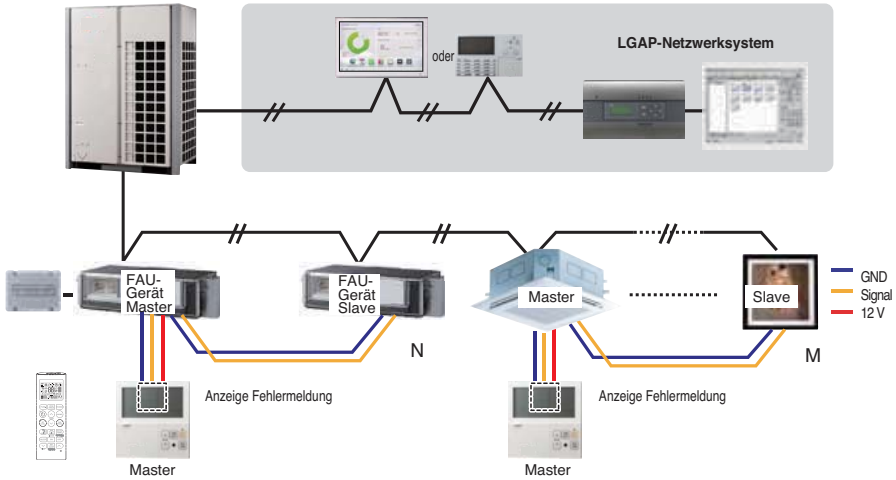 oder
LGAP-Netzwerksystem
FAU-
Gerät
Master
FAU-
Gerät
Slave
Master
Slave
GND
Signal
12 V
N
M
Anzeige Fehlermeldung
Anzeige Fehlermeldung
Master
Master